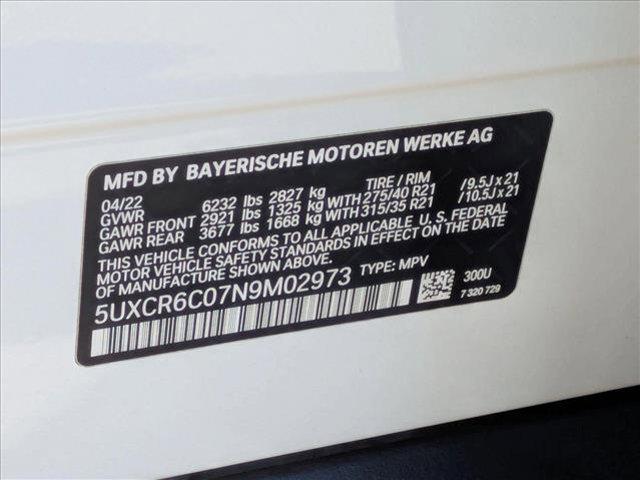 MFD BY BAYERISCHE MOTOREN WERKE AG
04/22 TIRE / RIM
GVWR 6232 lbs 2827 kg
GAWR FRONT 2921 lbs 1325 kg WITH 275/40 R21 /9.5J x 21
GAWR REAR 3677 lbs 1668 kg WITH 315/35 R21 /10.5J x 21
THIS VEHICLE CONFORMS TO ALL APPLICABLE U. S. FEDERAL
MOTOR VEHICLE SAFETY STANDARDS IN EFFECT ON THE DATE
OF MANUFACTURE SHOWN ABOVE.
5UXCR6C07N9M02973 TYPE: MPV
300U
7 320 729